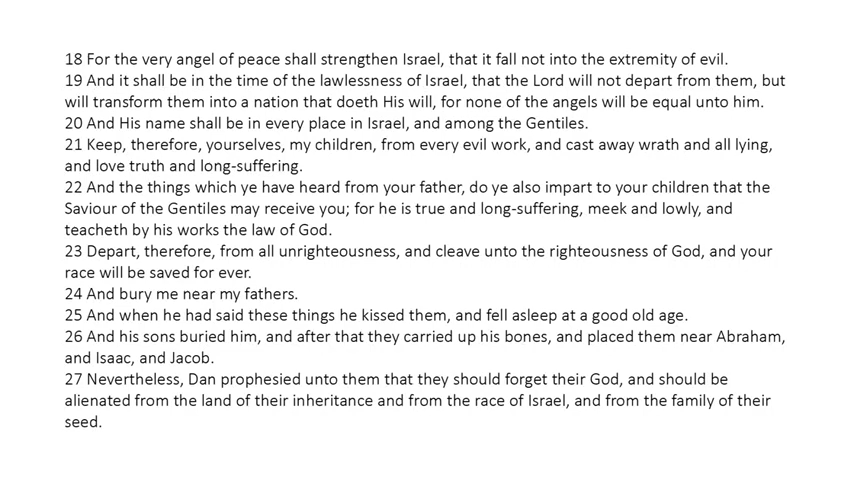 18 For the very angel of peace shall strengthen Israel, that it fall not into the extremity of evil.
19 And it shall be in the time of the lawlessness of Israel, that the Lord will not depart from them, but
will transform them into a nation that doeth His will, for none of the angels will be equal unto him.
20 And His name shall be in every place in Israel, and among the Gentiles.
21 Keep, therefore, yourselves, my children, from every evil work, and cast away wrath and all lying,
and love truth and long-suffering.
22 And the things which ye have heard from your father, do ye also impart to your children that the
Saviour of the Gentiles may receive you; for he is true and long-suffering, meek and lowly, and
teacheth by his works the law of God.
23 Depart, therefore, from all unrighteousness, and cleave unto the righteousness of God, and your
race will be saved for ever.
24 And bury me near my fathers.
25 And when he had said these things he kissed them, and fell asleep at a good old age.
26 And his sons buried him, and after that they carried up his bones, and placed them near Abraham,
and Isaac, and Jacob.
27 Nevertheless, Dan prophesied unto them that they should forget their God, and should be
alienated from the land of their inheritance and from the race of Israel, and from the family of their
seed.